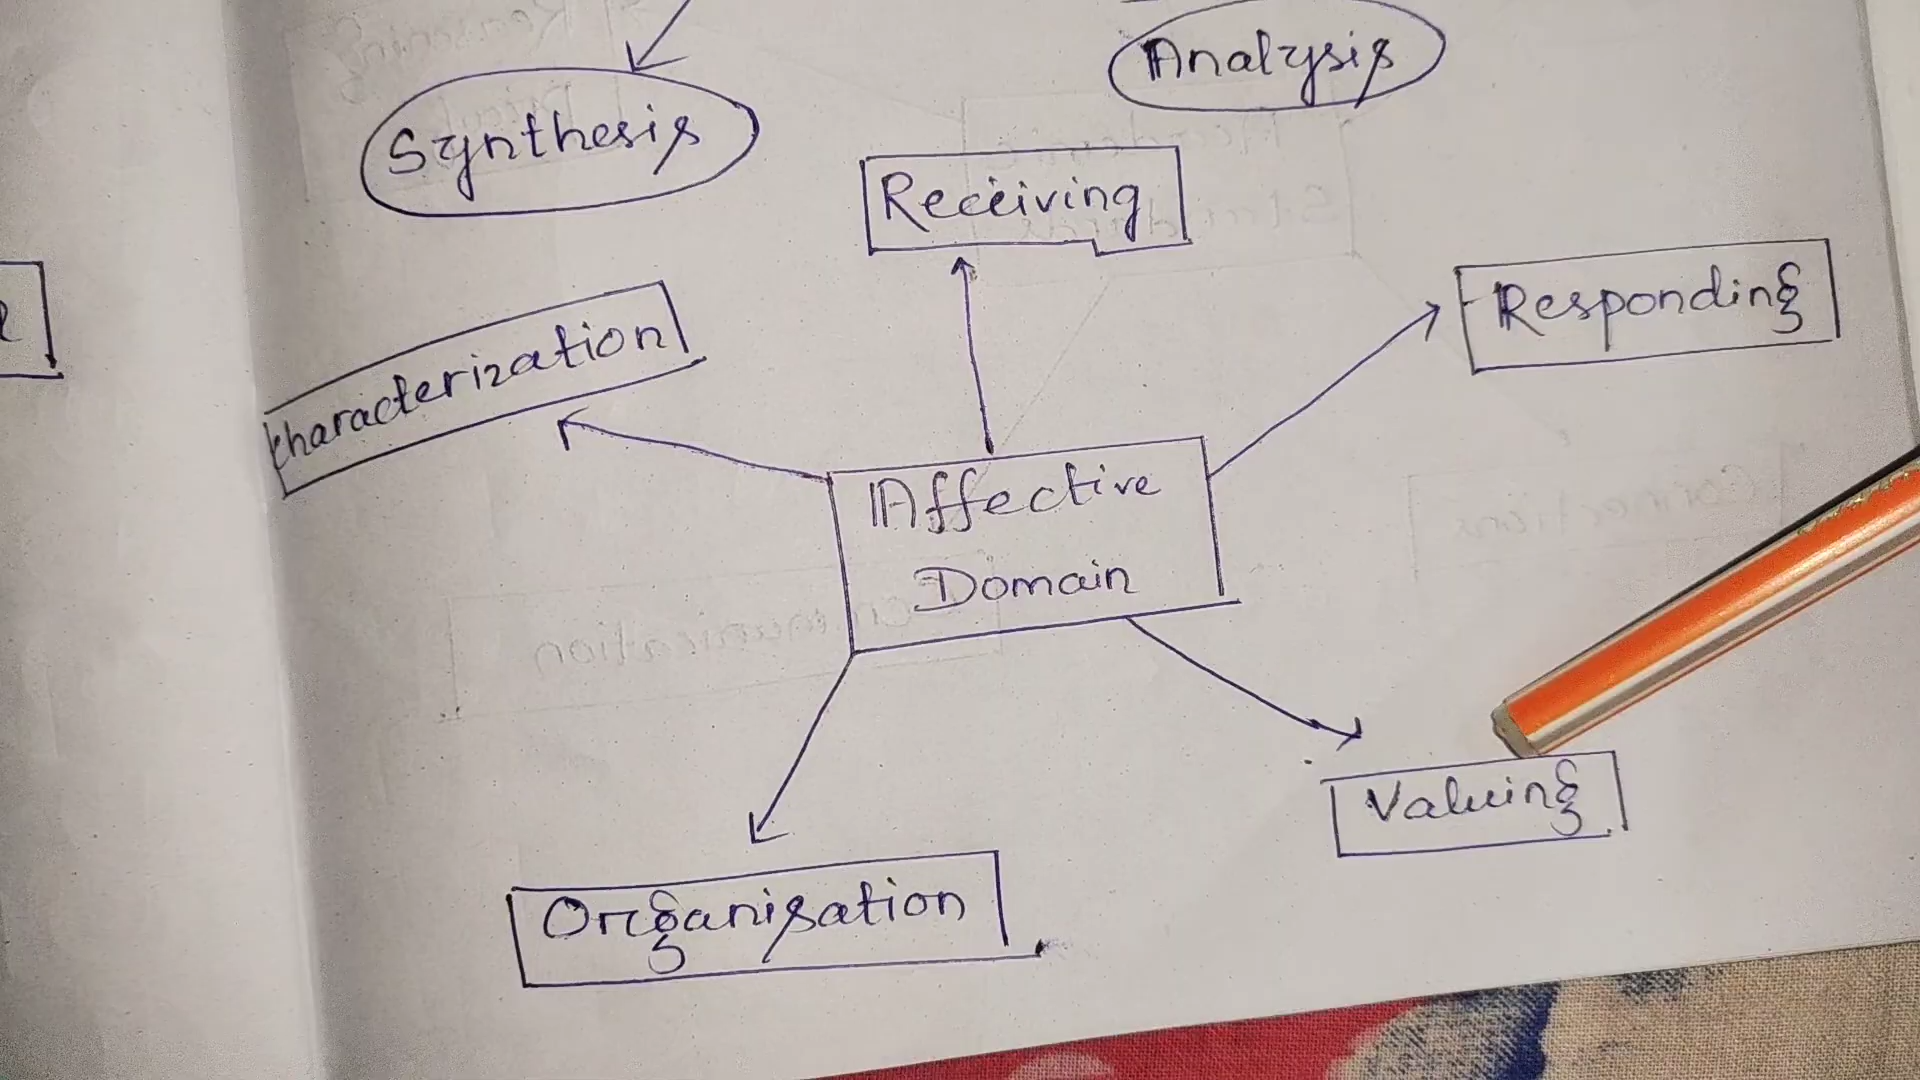 Analysis
Synthesis
Receiving
Responding
Characterization
Affective
Domain
Valuing
Organisation